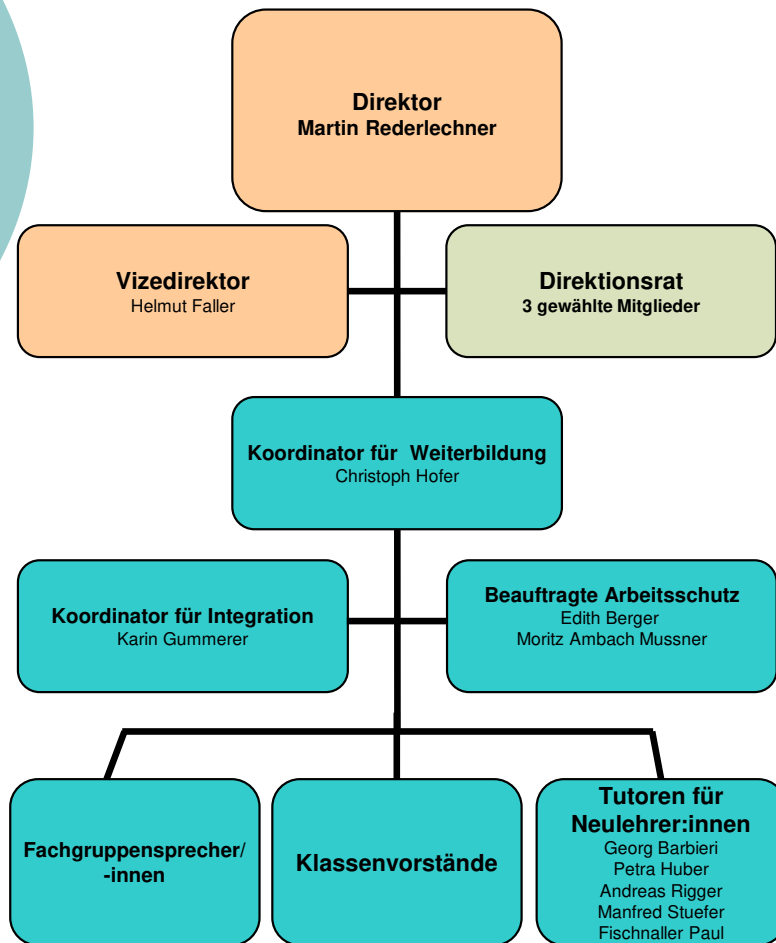 Direktor
Martin Rederlechner
Vizedirektor
Helmut Faller
Direktionsrat
3 gewählte Mitglieder
Koordinator für Weiterbildung
Christoph Hofer
Koordinator für Integration
Karin Gummerer
Beauftragte Arbeitsschutz
Edith Berger
Moritz Ambach Mussner
Fachgruppensprecher/
-innen
Klassenvorstände
Tutoren für
Neulehrer:innen
Georg Barbieri
Petra Huber
Andreas Rigger
Manfred Stuefer
Fischnaller Paul